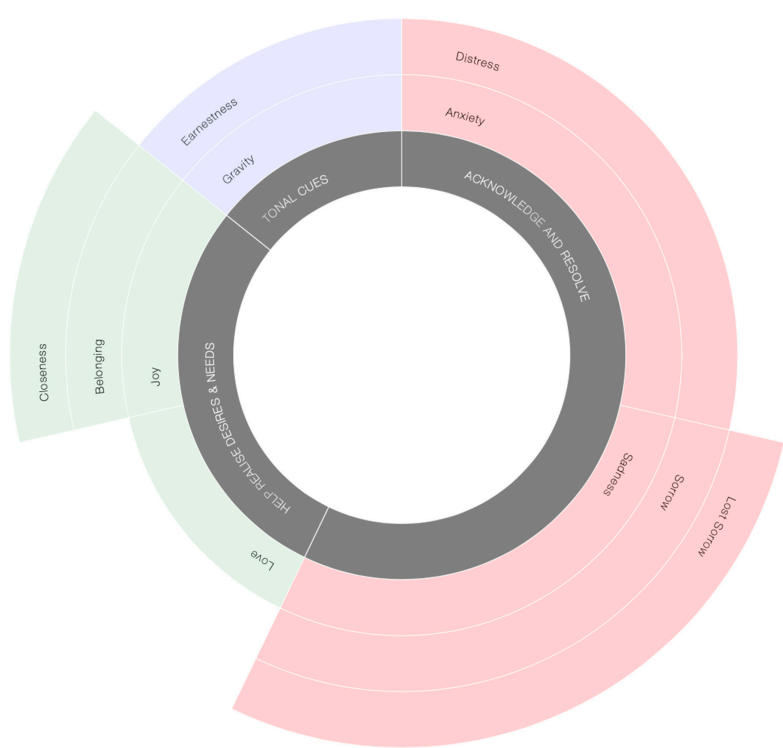 Distress
Anxiety
ACKNOWLEDGE AND RESOLVE
Sadness
Sorrow
Lost Sorrow
Love
HELP REALISE DESIRES & NEEDS
Joy
Belonging
Closeness
TONAL CUES
Gravity
Earnestness